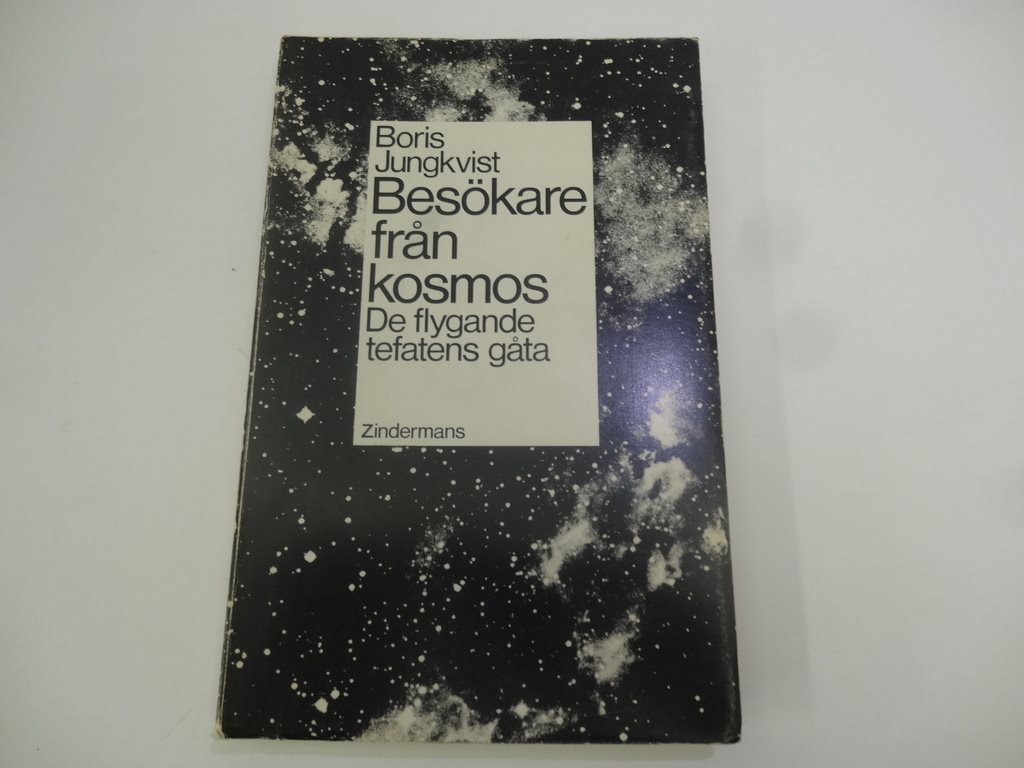 Boris
Jungkvist
Besökare
från
kosmos
De flygande
tefatens gåta
Zindermans